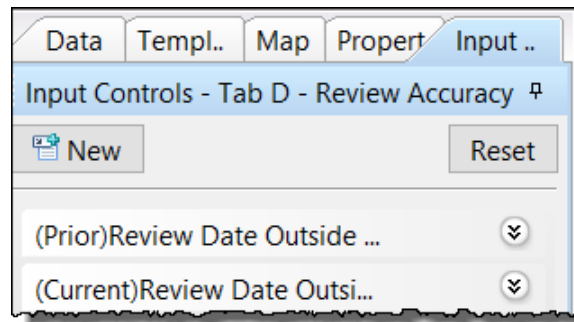 Data Templ.. Map Propert Input ..
Input Controls - Tab D - Review Accuracy
New Reset
(Prior)Review Date Outside ...
(Current)Review Date Outsi...